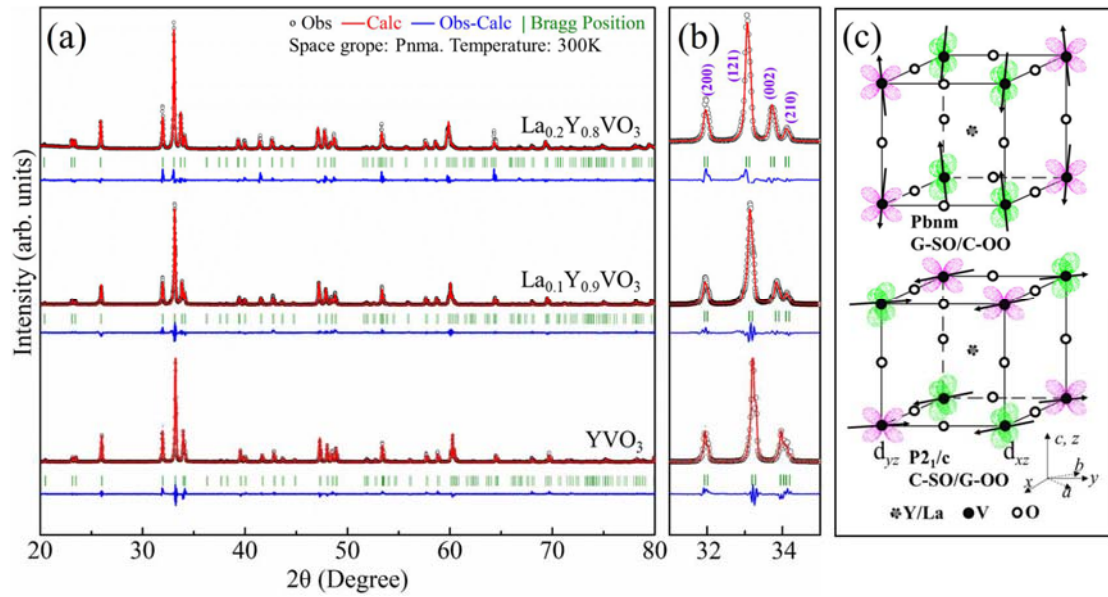 (a)
○ Obs — Calc — Obs-Calc | Bragg Position
Space grope: Pnma. Temperature: 300K
La0.2Y0.8VO3
La0.1Y0.9VO3
YVO3
Intensity (arb. units)
20 30 40 50 60 70 80
2θ (Degree)
(b)
(200)
(121)
(002)
(210)
32 34
(c)
Pbnm
G-SO/C-OO
dyz
dxz
P21/c
C-SO/G-OO
c, z
b
x
a
y
Y/La V O